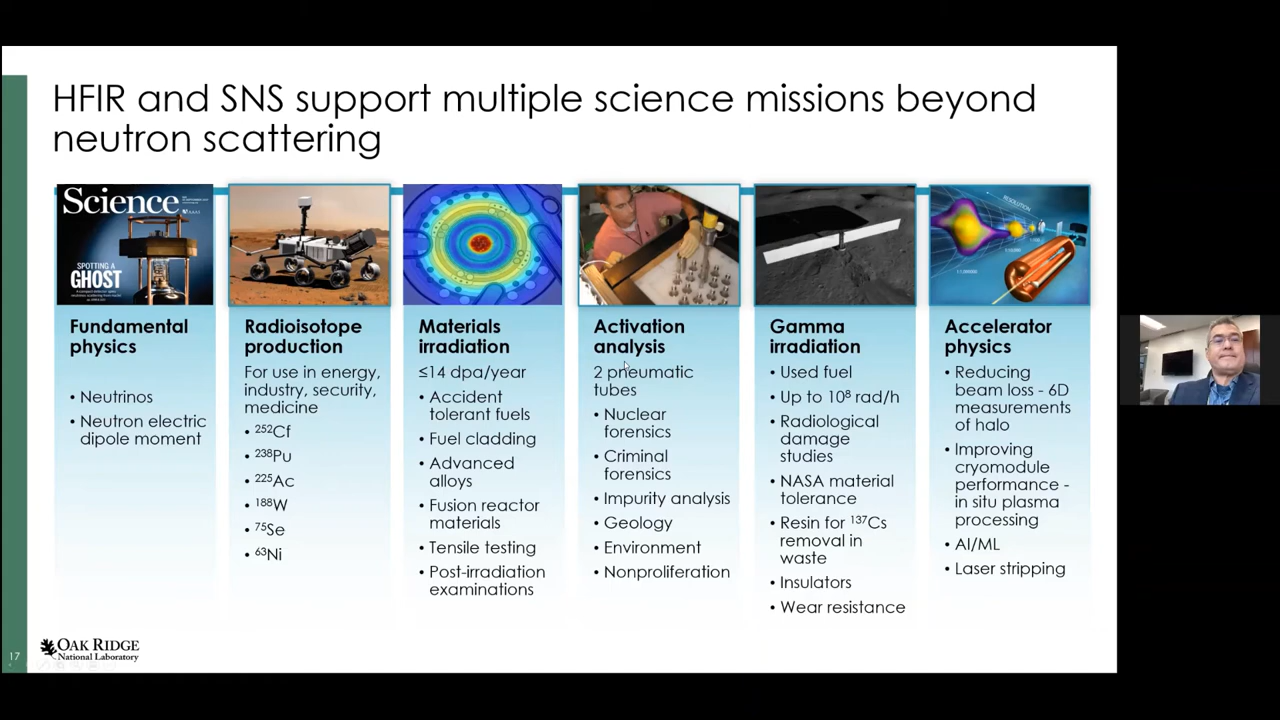 HFIR and SNS support multiple science missions beyond
neutron scattering
Science
SPOTTING A
GHOST
RESOLUTION
Fundamental
physics
• Neutrinos
• Neutron electric
dipole moment
Radioisotope
production
For use in energy,
industry, security,
medicine
• ²⁵²Cf
• ²³⁸Pu
• ²²⁵Ac
• ¹⁸⁸W
• ⁷⁵Se
• ⁶³Ni
Materials
irradiation
≤14 dpa/year
• Accident
tolerant fuels
• Fuel cladding
• Advanced
alloys
• Fusion reactor
materials
• Tensile testing
• Post-irradiation
examinations
Activation
analysis
2 pneumatic
tubes
• Nuclear
forensics
• Criminal
forensics
• Impurity analysis
• Geology
• Environment
• Nonproliferation
Gamma
irradiation
• Used fuel
• Up to 10⁸ rad/h
• Radiological
damage
studies
• NASA material
tolerance
• Resin for ¹³⁷Cs
removal in
waste
• Insulators
• Wear resistance
Accelerator
physics
• Reducing
beam loss - 6D
measurements
of halo
• Improving
cryomodule
performance -
in situ plasma
processing
• AI/ML
• Laser stripping
17
OAK RIDGE
National Laboratory